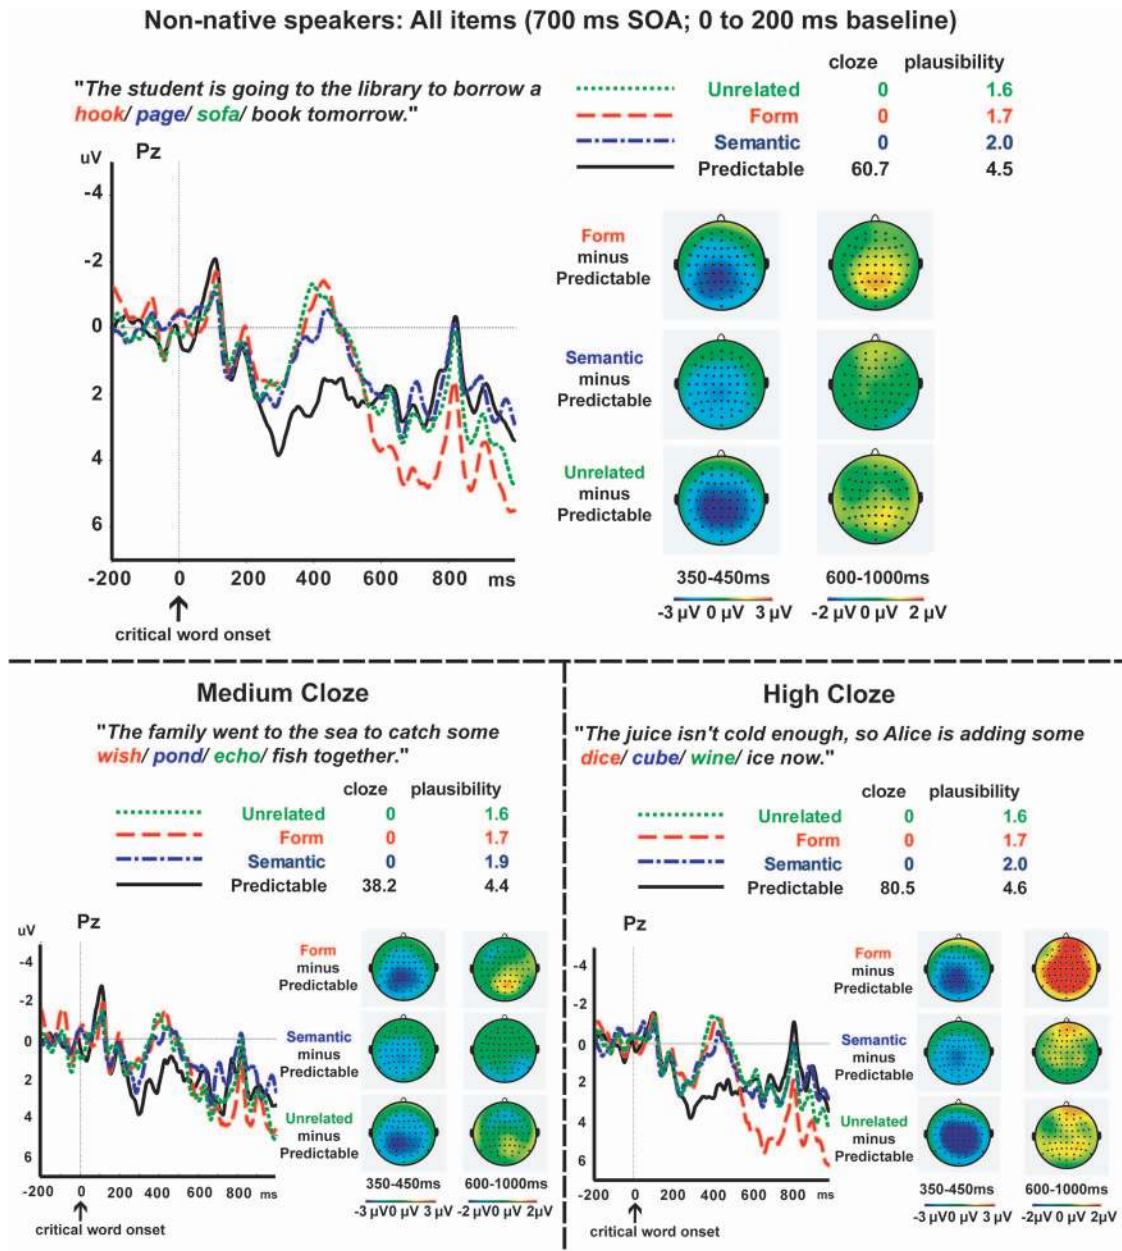 Non-native speakers: All items (700 ms SOA; 0 to 200 ms baseline)
"The student is going to the library to borrow a
hook/ page/ sofa/ book tomorrow."
cloze plausibility
Unrelated 0 1.6
Form 0 1.7
Semantic 0 2.0
Predictable 60.7 4.5
uV Pz
-4
-2
0
2
4
6
-200 0 200 400 600 800 ms
critical word onset
Form
minus
Predictable
Semantic
minus
Predictable
Unrelated
minus
Predictable
350-450ms 600-1000ms
-3 µV 0 µV 3 µV -2 µV 0 µV 2 µV
Medium Cloze
"The family went to the sea to catch some
wish/ pond/ echo/ fish together."
cloze plausibility
Unrelated 0 1.6
Form 0 1.7
Semantic 0 1.9
Predictable 38.2 4.4
uV Pz
-4
-2
0
2
4
6
-200 0 200 400 600 800 ms
critical word onset
Form
minus
Predictable
Semantic
minus
Predictable
Unrelated
minus
Predictable
350-450ms 600-1000ms
-3 µV 0 µV 3 µV -2 µV 0 µV 2µV
High Cloze
"The juice isn't cold enough, so Alice is adding some
dice/ cube/ wine/ ice now."
cloze plausibility
Unrelated 0 1.6
Form 0 1.7
Semantic 0 2.0
Predictable 80.5 4.6
Pz
-4
-2
0
2
4
6
-200 0 200 400 600 800 ms
critical word onset
Form
minus
Predictable
Semantic
minus
Predictable
Unrelated
minus
Predictable
350-450ms 600-1000ms
-3 µV 0 µV 3 µV -2µV 0 µV 2µV